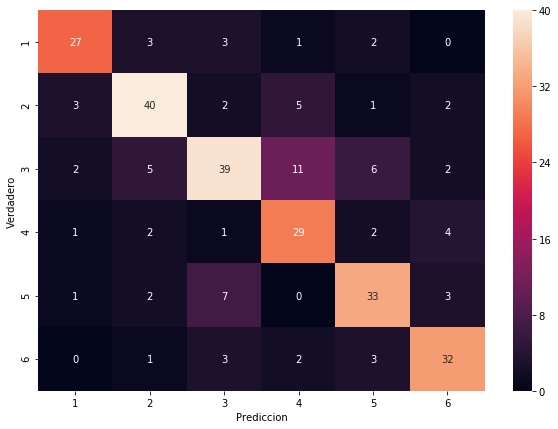 1 27 3 3 1 2 0
2 3 40 2 5 1 2
3 2 5 39 11 6 2
4 1 2 1 29 2 4
5 1 2 7 0 33 3
6 0 1 3 2 3 32
1 2 3 4 5 6
Verdadero
Prediccion
40
32
24
16
8
0